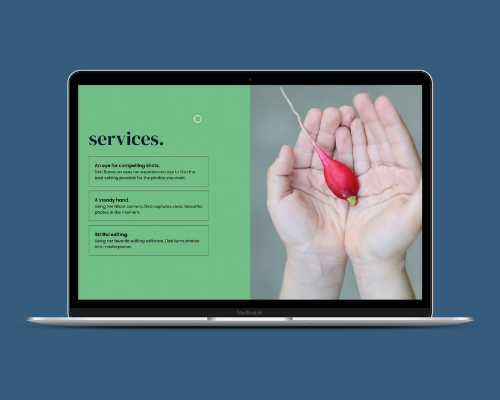 services.
An eye for compelling shots.
uses her experienced eye to find the
best setting possible for the photos you want.
A steady hand.
Using her Nikon camera, Deb captures clear, beautiful
photos in the moment.
Skillful editing.
Using her favorite editing software, Deb turns photos
into masterpieces.
MacBook Air